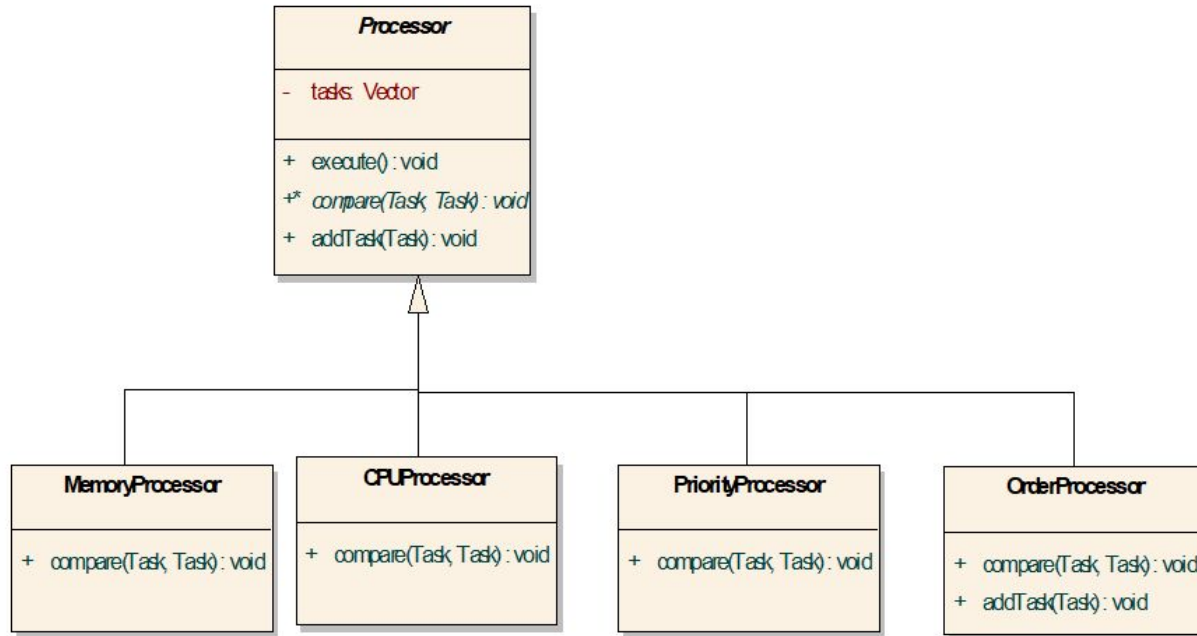 Processor
- tasks: Vector
+ execute() : void
+* compare(Task, Task) : void
+ addTask(Task) : void
MemoryProcessor
+ compare(Task, Task) : void
CPUProcessor
+ compare(Task, Task) : void
PriorityProcessor
+ compare(Task, Task) : void
OrderProcessor
+ compare(Task, Task) : void
+ addTask(Task) : void